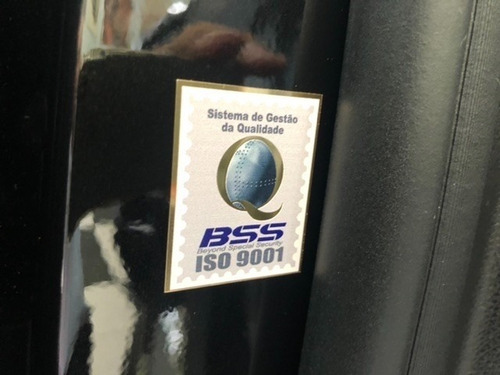 Sistema de Gestão
da Qualidade
Q
BSS
Beyond Special Security
ISO 9001